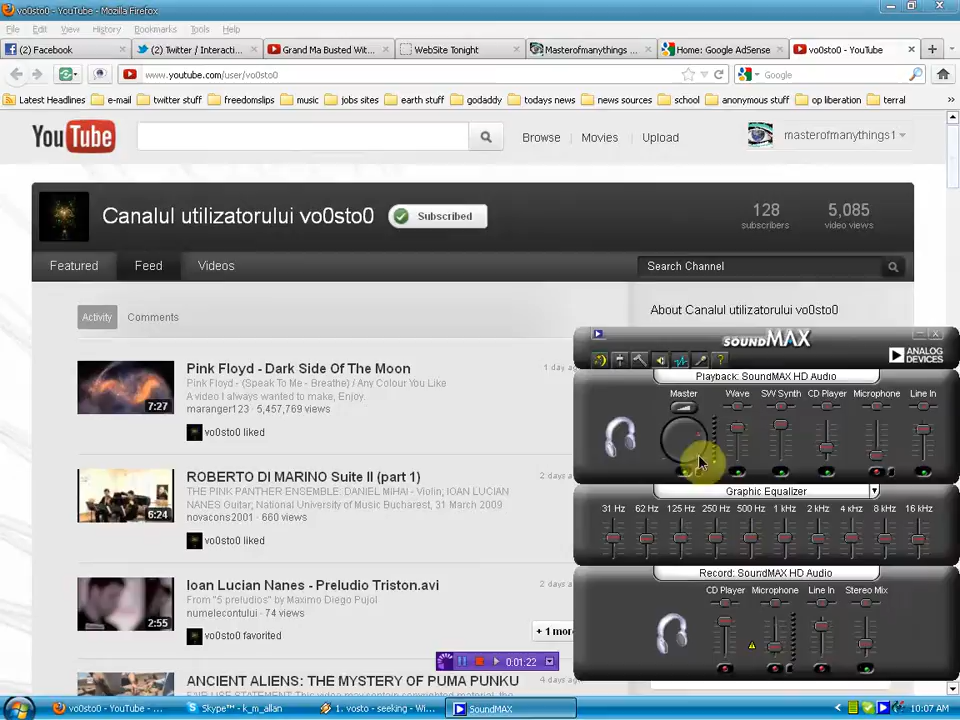 vo0sto0 - YouTube - Mozilla Firefox
File Edit View History Bookmarks Tools Help
(2) Facebook
(2) Twitter / Interacti...
Grand Ma Busted Wit...
WebSite Tonight
Masterofmanythings ...
Home: Google AdSense
vo0sto0 - YouTube
www.youtube.com/user/vo0sto0
Google
Latest Headlines e-mail twitter stuff freedomslips music jobs sites earth stuff godaddy todays news news sources school anonymous stuff op liberation terral
YouTube
Browse | Movies | Upload
masterofmanythings1
Canalul utilizatorului vo0sto0
Subscribed
128
subscribers
5,085
video views
Featured Feed Videos
Search Channel
Activity Comments
About Canalul utilizatorului vo0sto0
Pink Floyd - Dark Side Of The Moon
1 day a
Pink Floyd - (Speak To Me - Breathe) / Any Colour You Like
A video I always wanted to make, Enjoy.
maranger123 - 5,457,769 views
7:27
vo0sto0 liked
ROBERTO DI MARINO Suite II (part 1)
2 days a
THE PINK PANTHER ENSEMBLE: DANIEL MIHAI - Violin; IOAN LUCIAN
NANES Guitar; National University of Music Bucharest, 31 March 2009
novacons2001 - 660 views
6:24
vo0sto0 liked
Ioan Lucian Nanes - Preludio Triston.avi
2 days a
From "5 preludios" by Maximo Diego Pujol
numelecontului - 74 views
2:55
vo0sto0 favorited
+ 1 mor
ANCIENT ALIENS: THE MYSTERY OF PUMA PUNKU
4 days a
0:01:22
SOUNDMAX
ANALOG
DEVICES
Playback: SoundMAX HD Audio
Master Wave SW Synth CD Player Microphone Line In
Graphic Equalizer
31 Hz 62 Hz 125 Hz 250 Hz 500 Hz 1 kHz 2 kHz 4 kHz 8 kHz 16 kHz
Record: SoundMAX HD Audio
CD Player Microphone Line In Stereo Mix
vo0sto0 - YouTube - ...
Skype™ - k_m_allan
1. vosto - seeking - Wi...
SoundMAX
10:07 AM